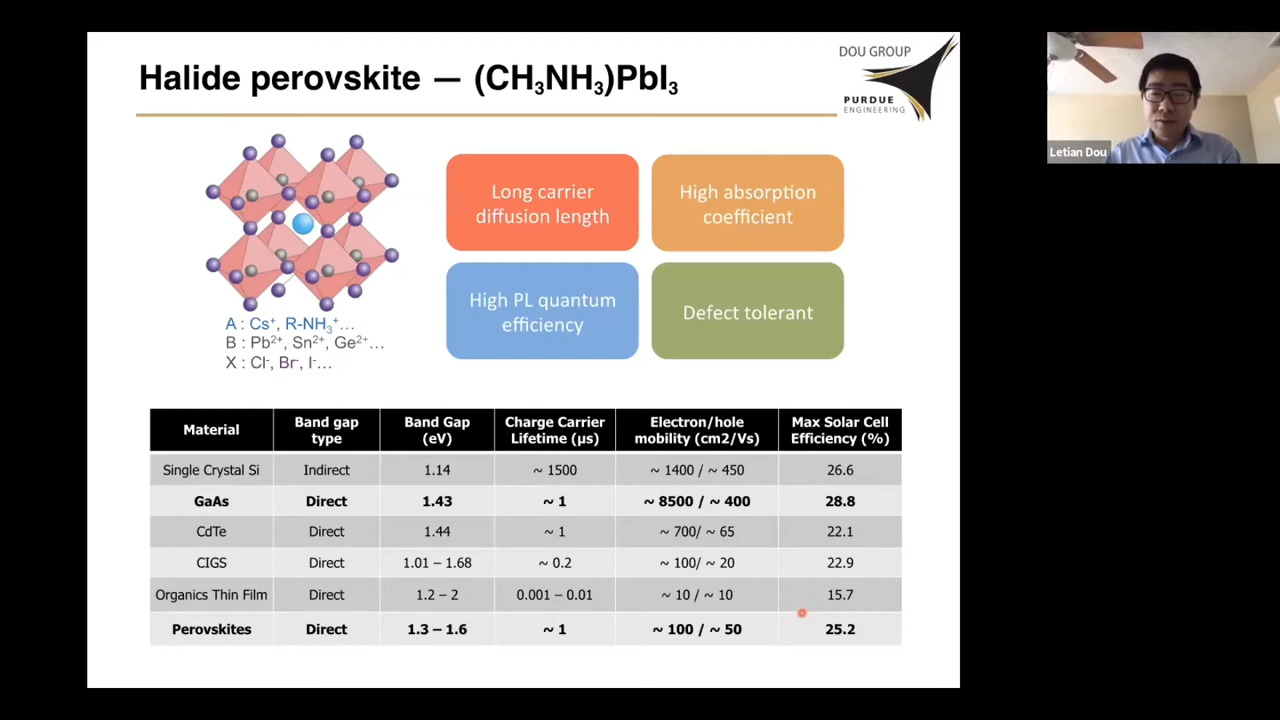 Halide perovskite — (CH₃NH₃)PbI₃
DOU GROUP
PURDUE
ENGINEERING
Letian Dou
Long carrier
diffusion length
High absorption
coefficient
High PL quantum
efficiency
Defect tolerant
A : Cs⁺, R-NH₃⁺…
B : Pb²⁺, Sn²⁺, Ge²⁺…
X : Cl⁻, Br⁻, I⁻…
Material Band gap type Band Gap (eV) Charge Carrier Lifetime (μs) Electron/hole mobility (cm2/Vs) Max Solar Cell Efficiency (%)
Single Crystal Si Indirect 1.14 ~ 1500 ~ 1400 / ~ 450 26.6
GaAs Direct 1.43 ~ 1 ~ 8500 / ~ 400 28.8
CdTe Direct 1.44 ~ 1 ~ 700/ ~ 65 22.1
CIGS Direct 1.01 – 1.68 ~ 0.2 ~ 100/ ~ 20 22.9
Organics Thin Film Direct 1.2 – 2 0.001 – 0.01 ~ 10 / ~ 10 15.7
Perovskites Direct 1.3 – 1.6 ~ 1 ~ 100 / ~ 50 25.2